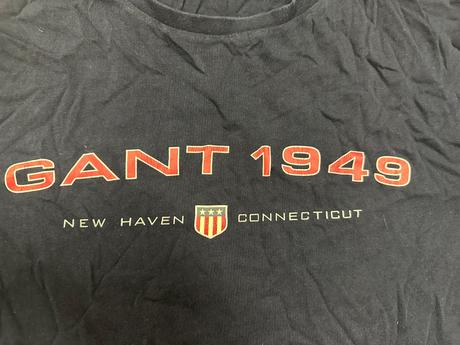 GANT 1949
NEW HAVEN CONNECTICUT